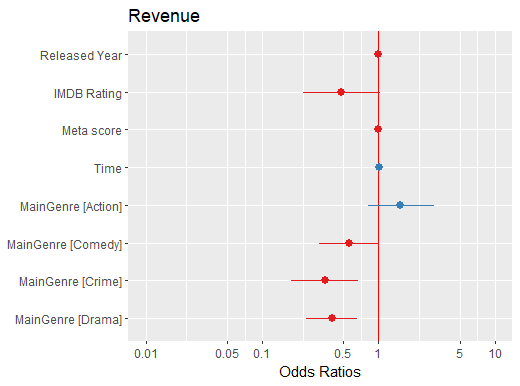 Revenue
Released Year
IMDB Rating
Meta score
Time
MainGenre [Action]
MainGenre [Comedy]
MainGenre [Crime]
MainGenre [Drama]
0.01 0.05 0.1 0.5 1 5 10
Odds Ratios